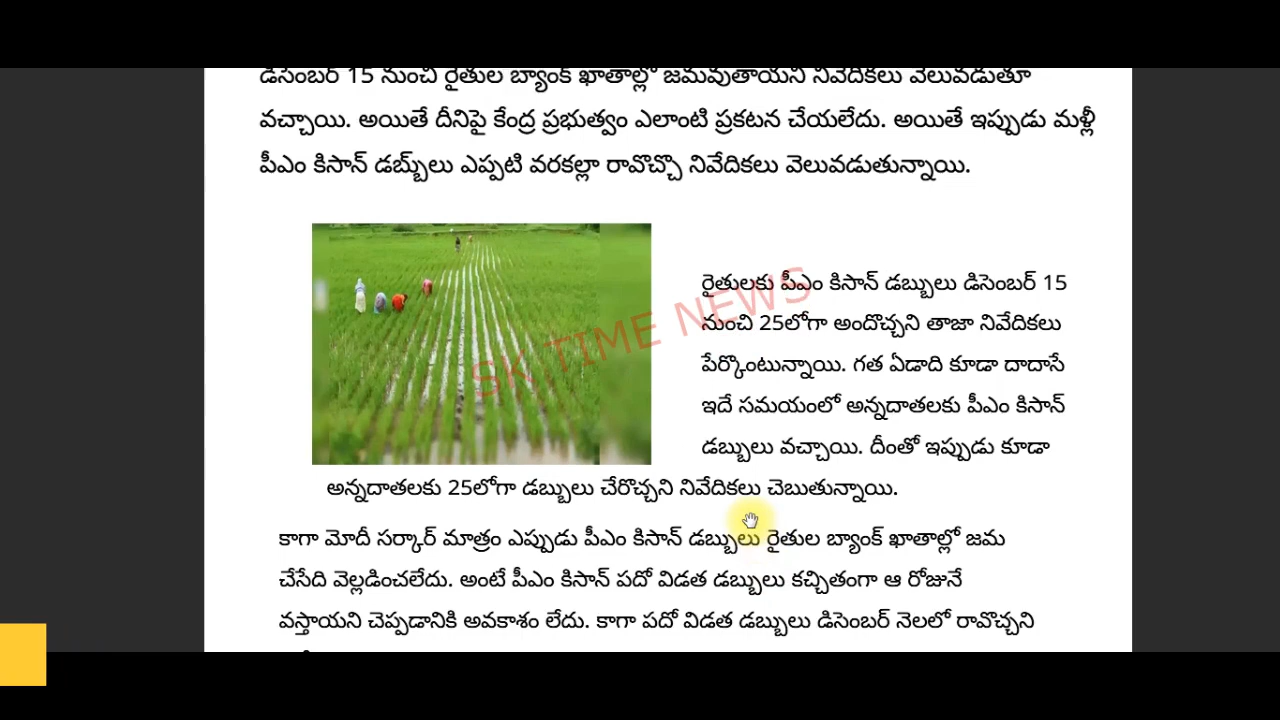 డిసెంబర్ 15 నుంచి రైతుల బ్యాంక్ ఖాతాల్లో జమవుతాయని నివేదికలు వెలువడుతూ
వచ్చాయి. అయితే దీనిపై కేంద్ర ప్రభుత్వం ఎలాంటి ప్రకటన చేయలేదు. అయితే ఇప్పుడు మళ్లీ
పీఎం కిసాన్ డబ్బు్లు ఎప్పటి వరకల్లా రావొచ్చొ నివేదికలు వెలువడుతున్నాయి.
రైతులకు పీఎం కిసాన్ డబ్బులు డిసెంబర్ 15
నుంచి 25లోగా అందొచ్చని తాజా నివేదికలు
పేర్కొంటున్నాయి. గత ఏడాది కూడా దాదాసే
ఇదే సమయంలో అన్నదాతలకు పీఎం కిసాన్
డబ్బులు వచ్చాయి. దీంతో ఇప్పుడు కూడా
అన్నదాతలకు 25లోగా డబ్బులు చేరొచ్చని నివేదికలు చెబుతున్నాయి.
SK TIME NEWS
కాగా మోదీ సర్కార్ మాత్రం ఎప్పుడు పీఎం కిసాన్ డబ్బులు రైతుల బ్యాంక్ ఖాతాల్లో జమ
చేసేది వెల్లడించలేదు. అంటే పీఎం కిసాన్ పదో విడత డబ్బులు కచ్చితంగా ఆ రోజునే
వస్తాయని చెప్పడానికి అవకాశం లేదు. కాగా పదో విడత డబ్బులు డిసెంబర్ నెలలో రావొచ్చని